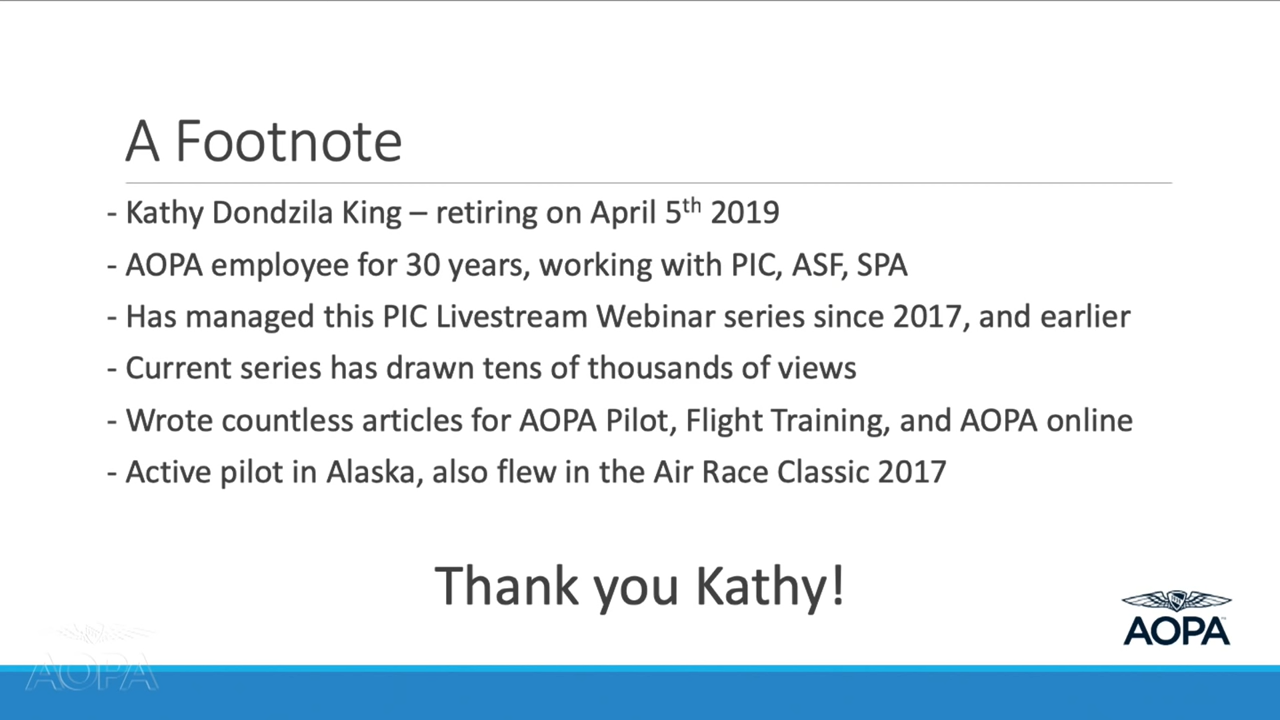 A Footnote
- Kathy Dondzila King – retiring on April 5th 2019
- AOPA employee for 30 years, working with PIC, ASF, SPA
- Has managed this PIC Livestream Webinar series since 2017, and earlier
- Current series has drawn tens of thousands of views
- Wrote countless articles for AOPA Pilot, Flight Training, and AOPA online
- Active pilot in Alaska, also flew in the Air Race Classic 2017
Thank you Kathy!
AOPA
AOPA